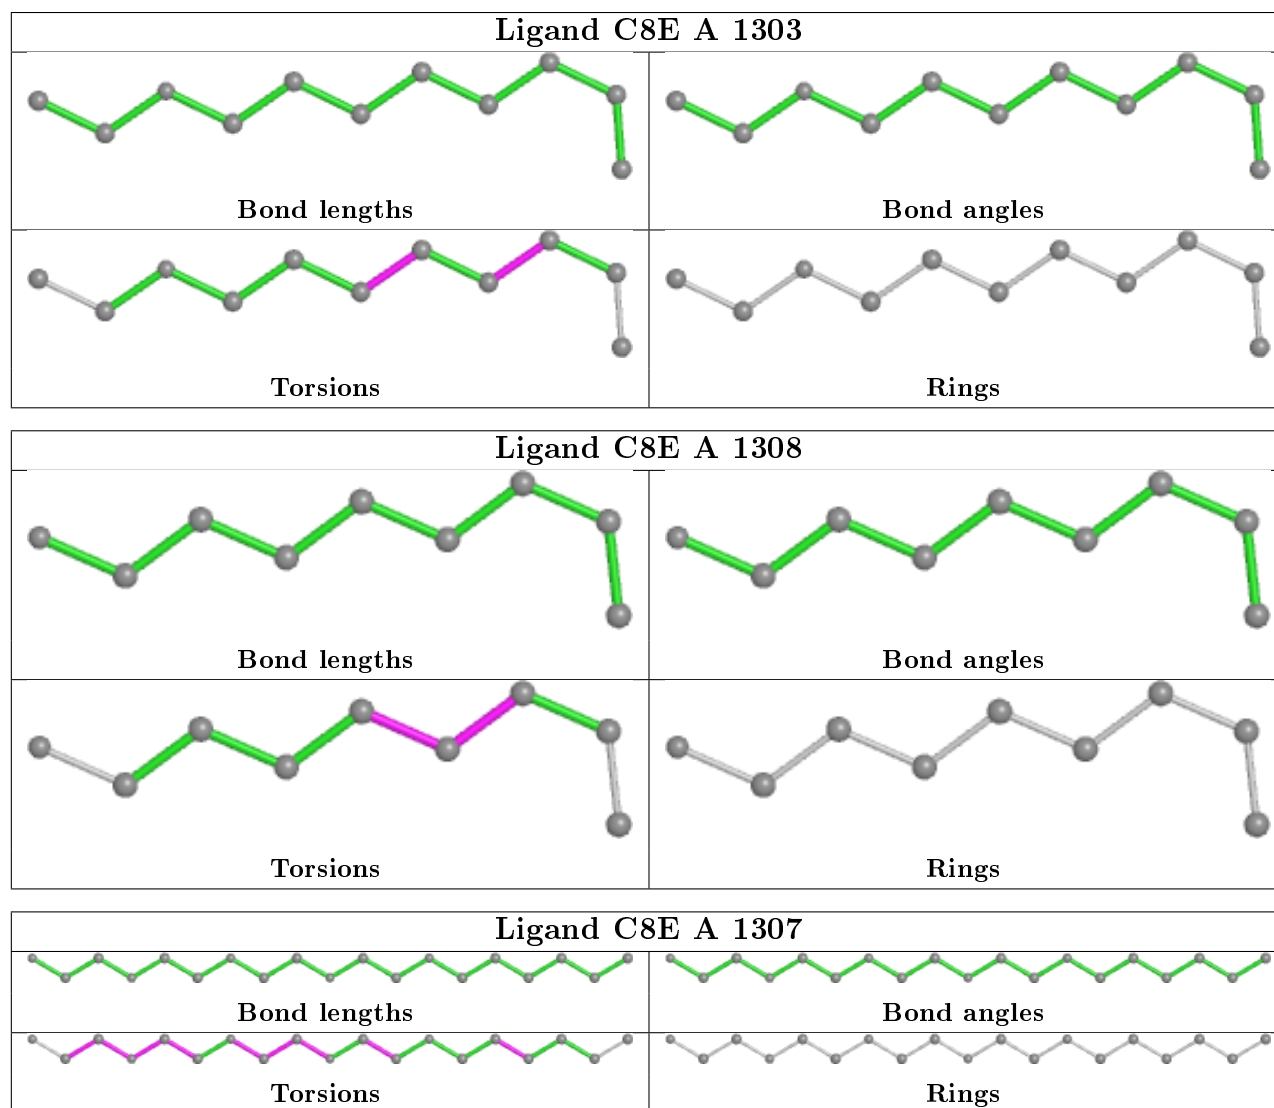 Ligand C8E A 1303
Bond lengths
Bond angles
Torsions
Rings
Ligand C8E A 1308
Bond lengths
Bond angles
Torsions
Rings
Ligand C8E A 1307
Bond lengths
Bond angles
Torsions
Rings